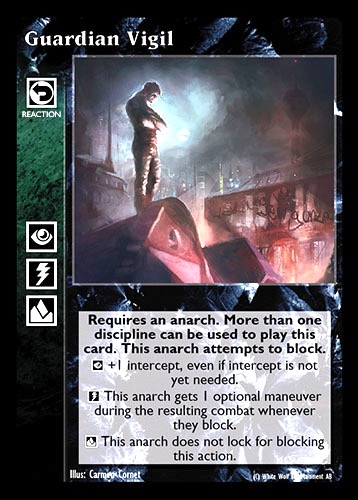 Guardian Vigil
REACTION
Requires an anarch. More than one
discipline can be used to play this
card. This anarch attempts to block.
+1 intercept, even if intercept is not
yet needed.
This anarch gets 1 optional maneuver
during the resulting combat whenever
they block.
This anarch does not lock for blocking
this action.
Illus: Carmen Cornet
(C) White Wolf Entertainment AB